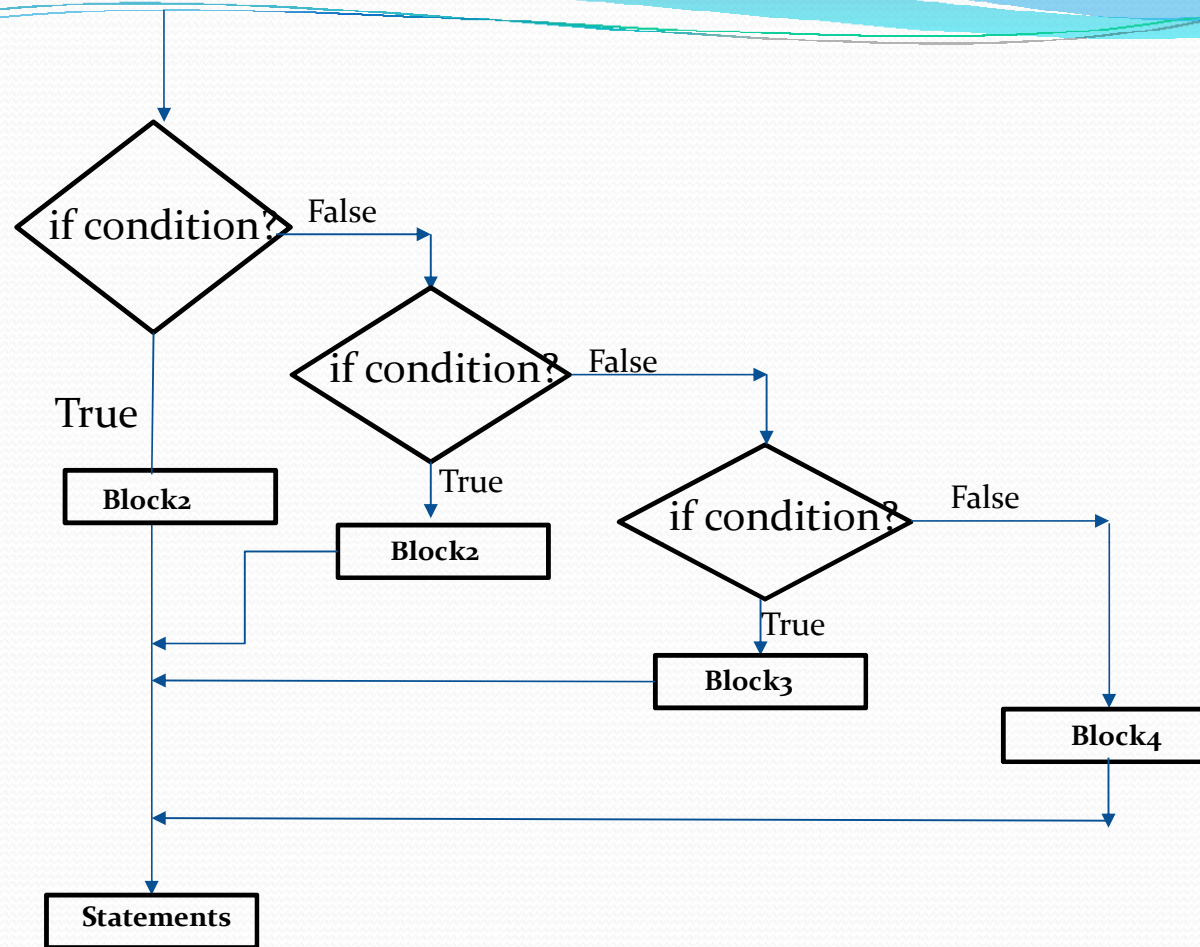 if condition?
False
if condition?
False
True
Block2
True
if condition?
False
Block2
True
Block3
Block4
Statements